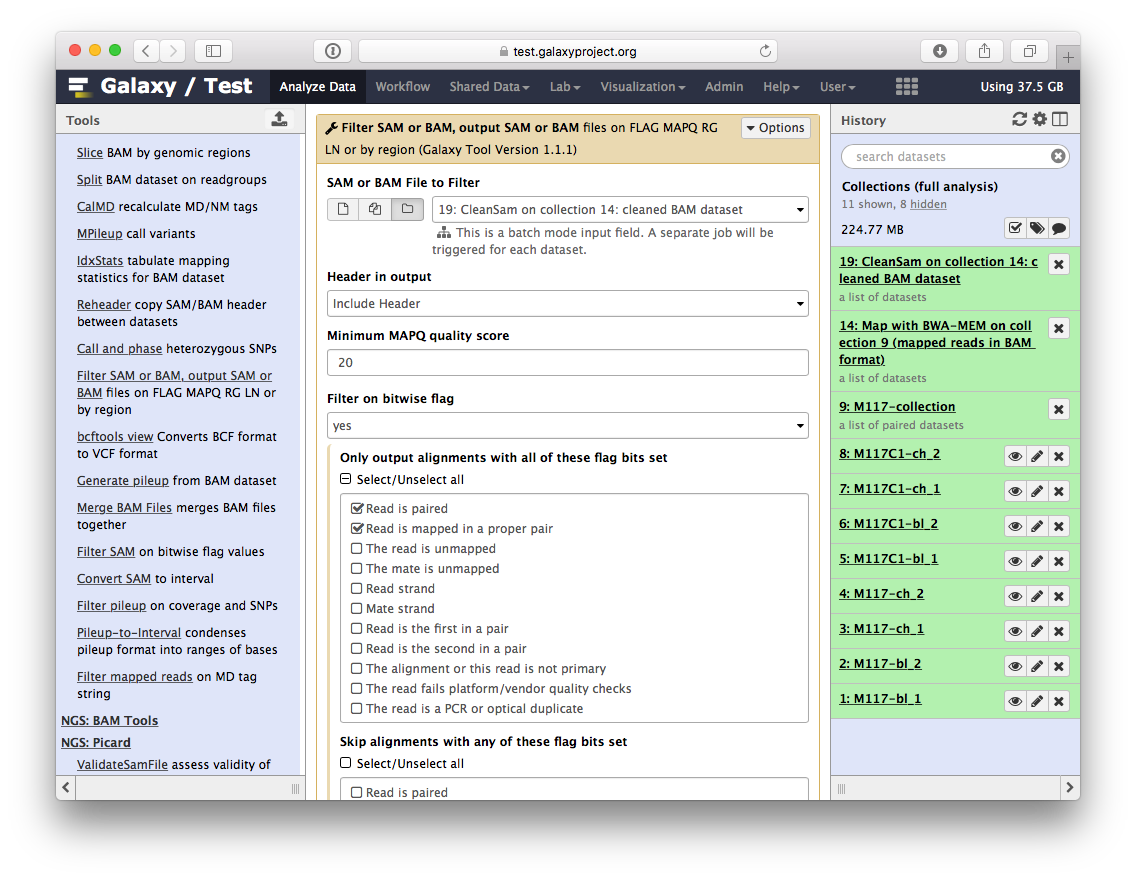 test.galaxyproject.org
Galaxy / Test
Analyze Data
Workflow
Shared Data
Lab
Visualization
Admin
Help
User
Using 37.5 GB
Tools
Slice BAM by genomic regions
Split BAM dataset on readgroups
CalMD recalculate MD/NM tags
MPileup call variants
IdxStats tabulate mapping
statistics for BAM dataset
Reheader copy SAM/BAM header
between datasets
Call and phase heterozygous SNPs
Filter SAM or BAM, output SAM or
BAM files on FLAG MAPQ RG LN or
by region
bcftools view Converts BCF format
to VCF format
Generate pileup from BAM dataset
Merge BAM Files merges BAM files
together
Filter SAM on bitwise flag values
Convert SAM to interval
Filter pileup on coverage and SNPs
Pileup-to-Interval condenses
pileup format into ranges of bases
Filter mapped reads on MD tag
string
NGS: BAM Tools
NGS: Picard
ValidateSamFile assess validity of
Filter SAM or BAM, output SAM or BAM files on FLAG MAPQ RG
LN or by region (Galaxy Tool Version 1.1.1)
Options
SAM or BAM File to Filter
19: CleanSam on collection 14: cleaned BAM dataset
This is a batch mode input field. A separate job will be
triggered for each dataset.
Header in output
Include Header
Minimum MAPQ quality score
20
Filter on bitwise flag
yes
Only output alignments with all of these flag bits set
Select/Unselect all
Read is paired
Read is mapped in a proper pair
The read is unmapped
The mate is unmapped
Read strand
Mate strand
Read is the first in a pair
Read is the second in a pair
The alignment or this read is not primary
The read fails platform/vendor quality checks
The read is a PCR or optical duplicate
Skip alignments with any of these flag bits set
Select/Unselect all
Read is paired
History
search datasets
Collections (full analysis)
11 shown, 8 hidden
224.77 MB
19: CleanSam on collection 14: c
leaned BAM dataset
a list of datasets
14: Map with BWA-MEM on coll
ection 9 (mapped reads in BAM
format)
a list of datasets
9: M117-collection
a list of paired datasets
8: M117C1-ch_2
7: M117C1-ch_1
6: M117C1-bl_2
5: M117C1-bl_1
4: M117-ch_2
3: M117-ch_1
2: M117-bl_2
1: M117-bl_1